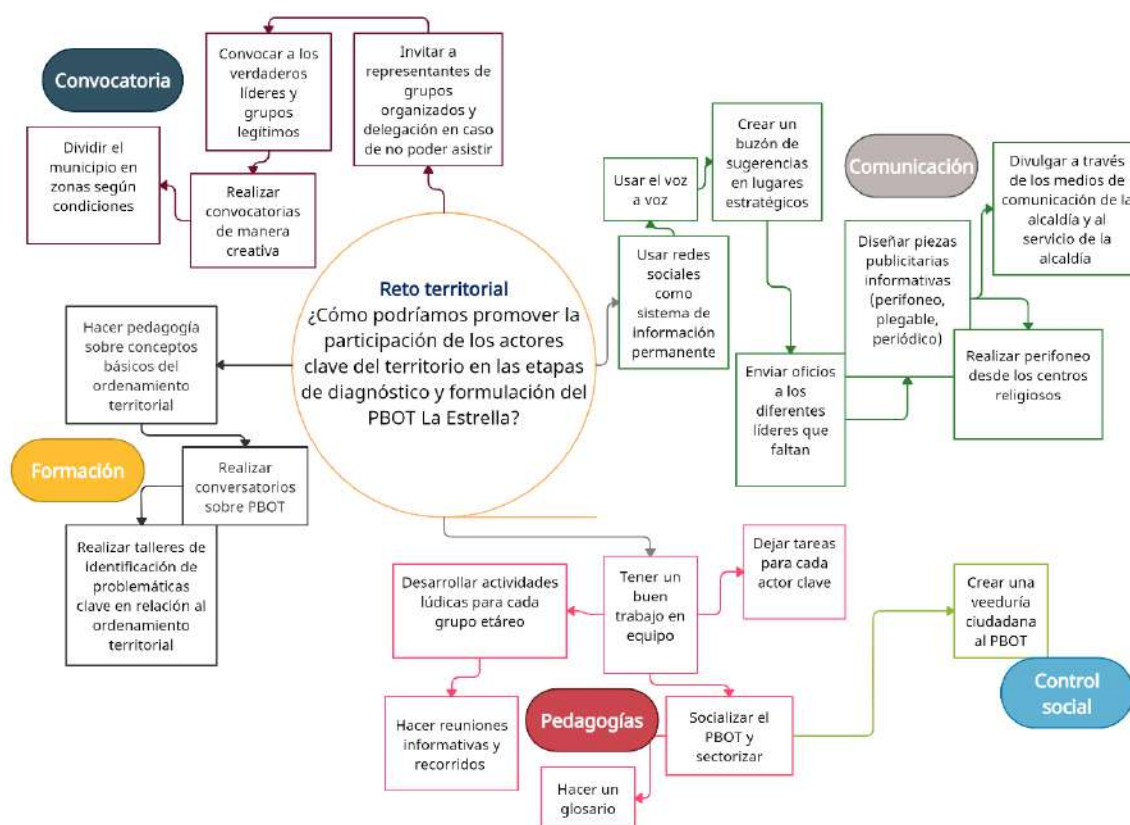 Convocatoria
Convocar a los
verdaderos
líderes y
grupos
legítimos
Invitar a
representantes de
grupos
organizados y
delegación en caso
de no poder asistir
Dividir el
municipio en
zonas según
condiciones
Realizar
convocatorias
de manera
creativa
Reto territorial
¿Cómo podríamos promover la
participación de los actores
clave del territorio en las etapas
de diagnóstico y formulación del
PBOT La Estrella?
Usar el voz
a voz
Crear un
buzón de
sugerencias
en lugares
estratégicos
Usar redes
sociales
como
sistema de
información
permanente
Comunicación
Diseñar piezas
publicitarias
informativas
(perifoneo,
plegable,
periódico)
Divulgar a través
de los medios de
comunicación de la
alcaldía y al
servicio de la
alcaldía
Enviar oficios
a los
diferentes
líderes que
faltan
Realizar perifoneo
desde los centros
religiosos
Hacer pedagogía
sobre conceptos
básicos del
ordenamiento
territorial
Formación
Realizar
conversatorios
sobre PBOT
Realizar talleres de
identificación de
problemáticas
clave en relación al
ordenamiento
territorial
Desarrollar actividades
lúdicas para cada
grupo etáreo
Tener un
buen
trabajo en
equipo
Dejar tareas
para cada
actor clave
Hacer reuniones
informativas y
recorridos
Pedagogías
Socializar el
PBOT y
sectorizar
Hacer un
glosario
Crear una
veeduría
ciudadana
al PBOT
Control
social